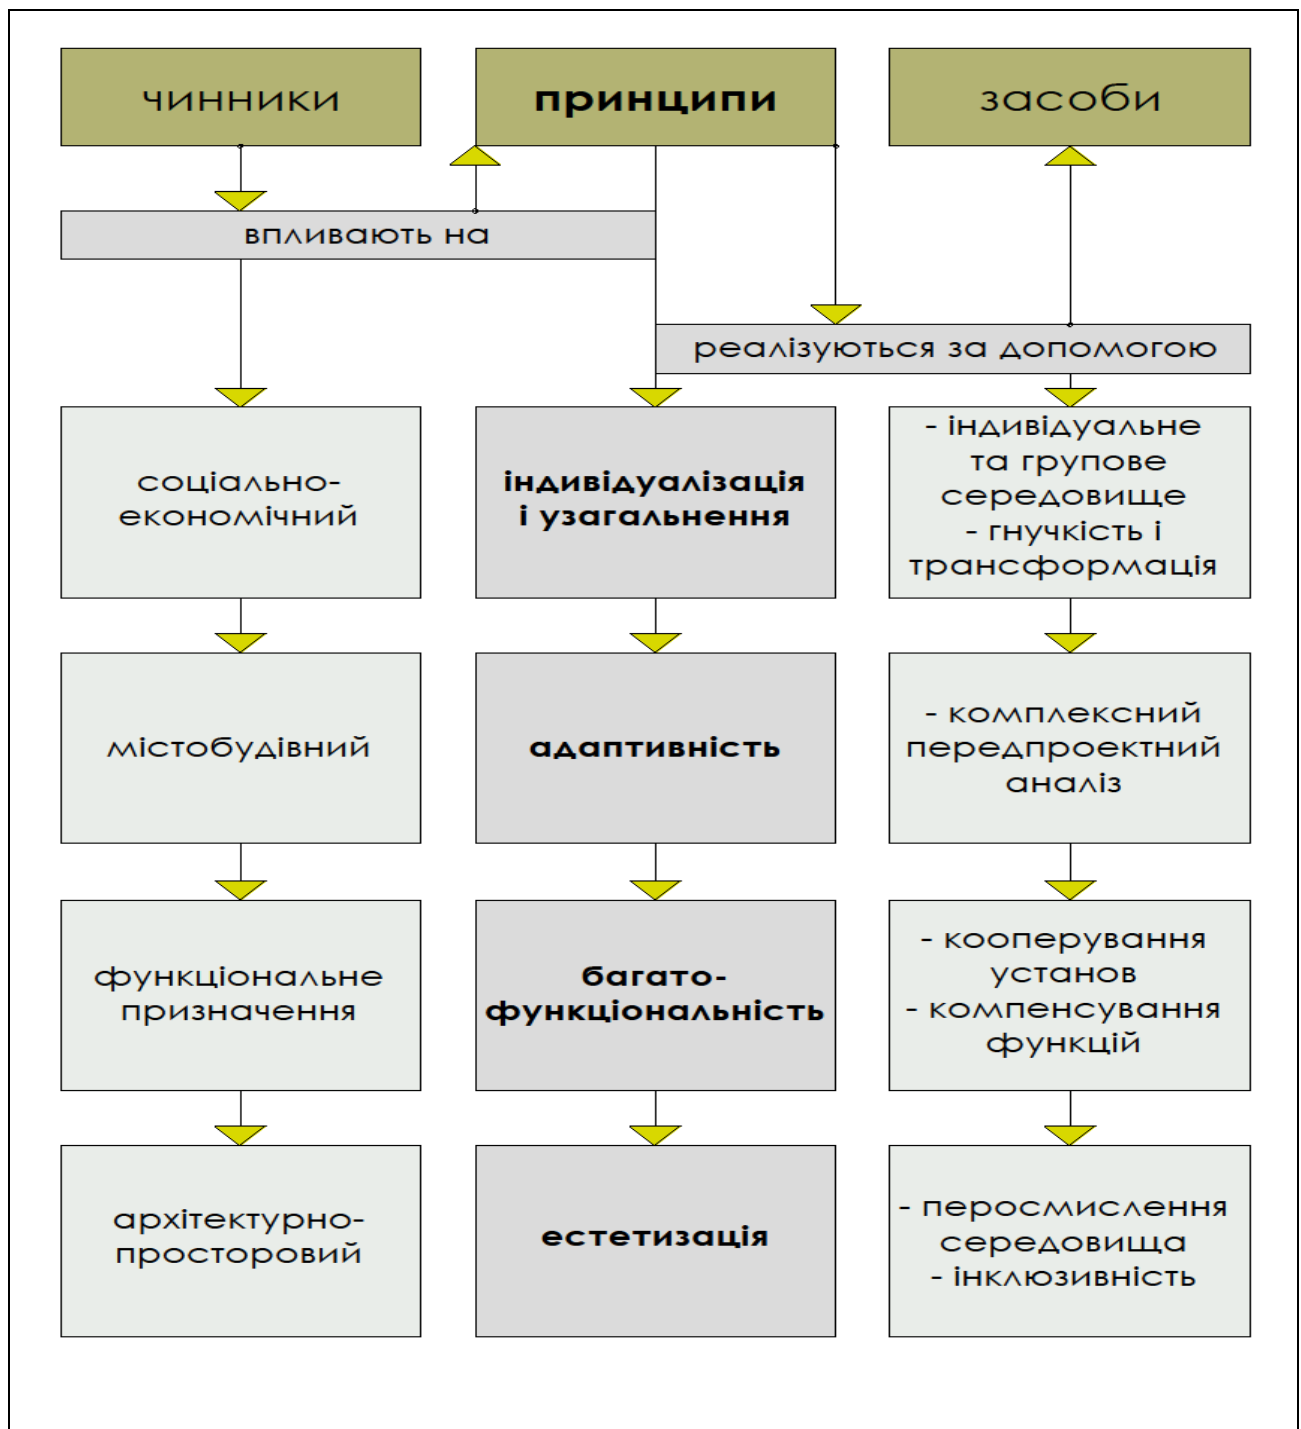 чинники
принципи
засоби
впливають на
реалізуються за допомогою
соціально-
економічний
індивідуалізація
і узагальнення
- індивідуальне
та групове
середовище
- гнучкість і
трансформація
містобудівний
адаптивність
- комплексний
передпроектний
аналіз
функціональне
призначення
багато-
функціональність
- кооперування
установ
- компенсування
функцій
архітектурно-
просторовий
естетизація
- перосмислення
середовища
- інклюзивність